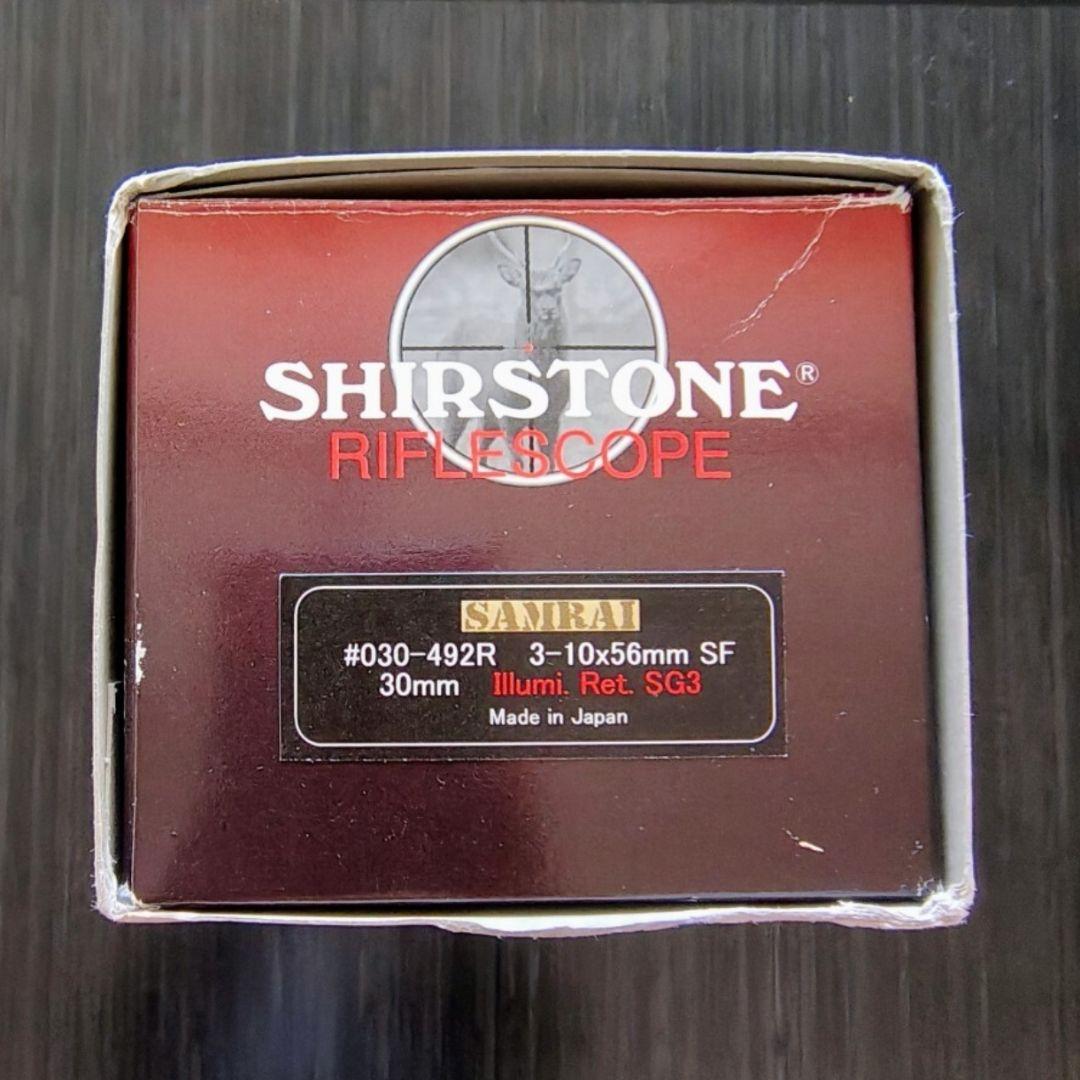 SHIRSTONE®
RIFLESCOPE
SAMRAI
#030-492R 3-10x56mm SF
30mm Illumi. Ret. SG3
Made in Japan